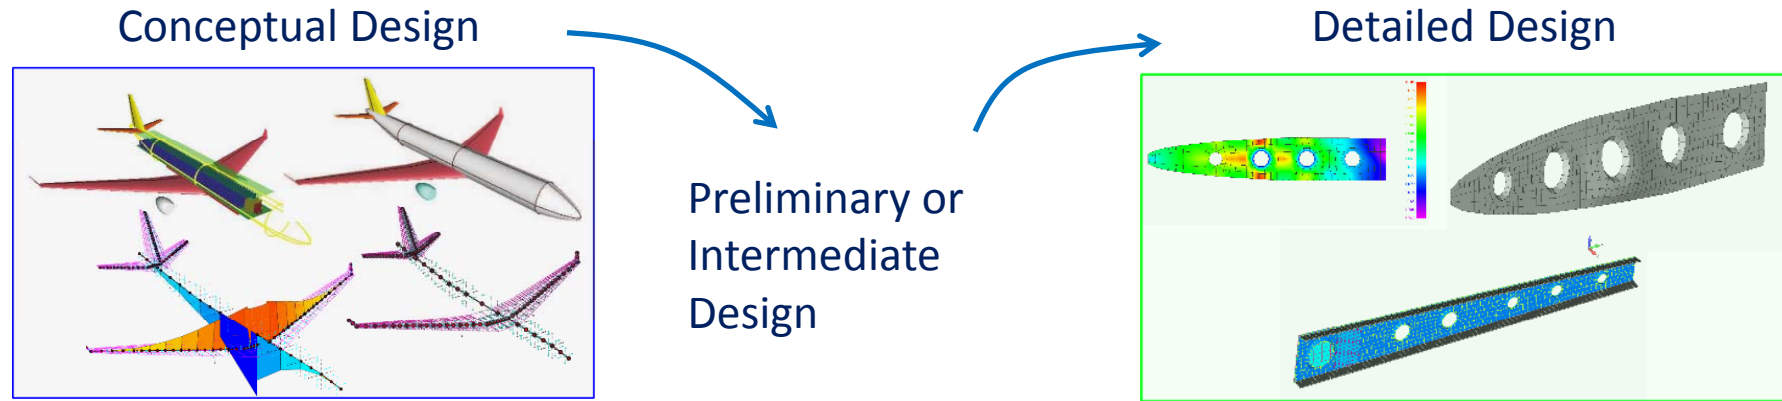 Conceptual Design
Detailed Design
Preliminary or
Intermediate
Design